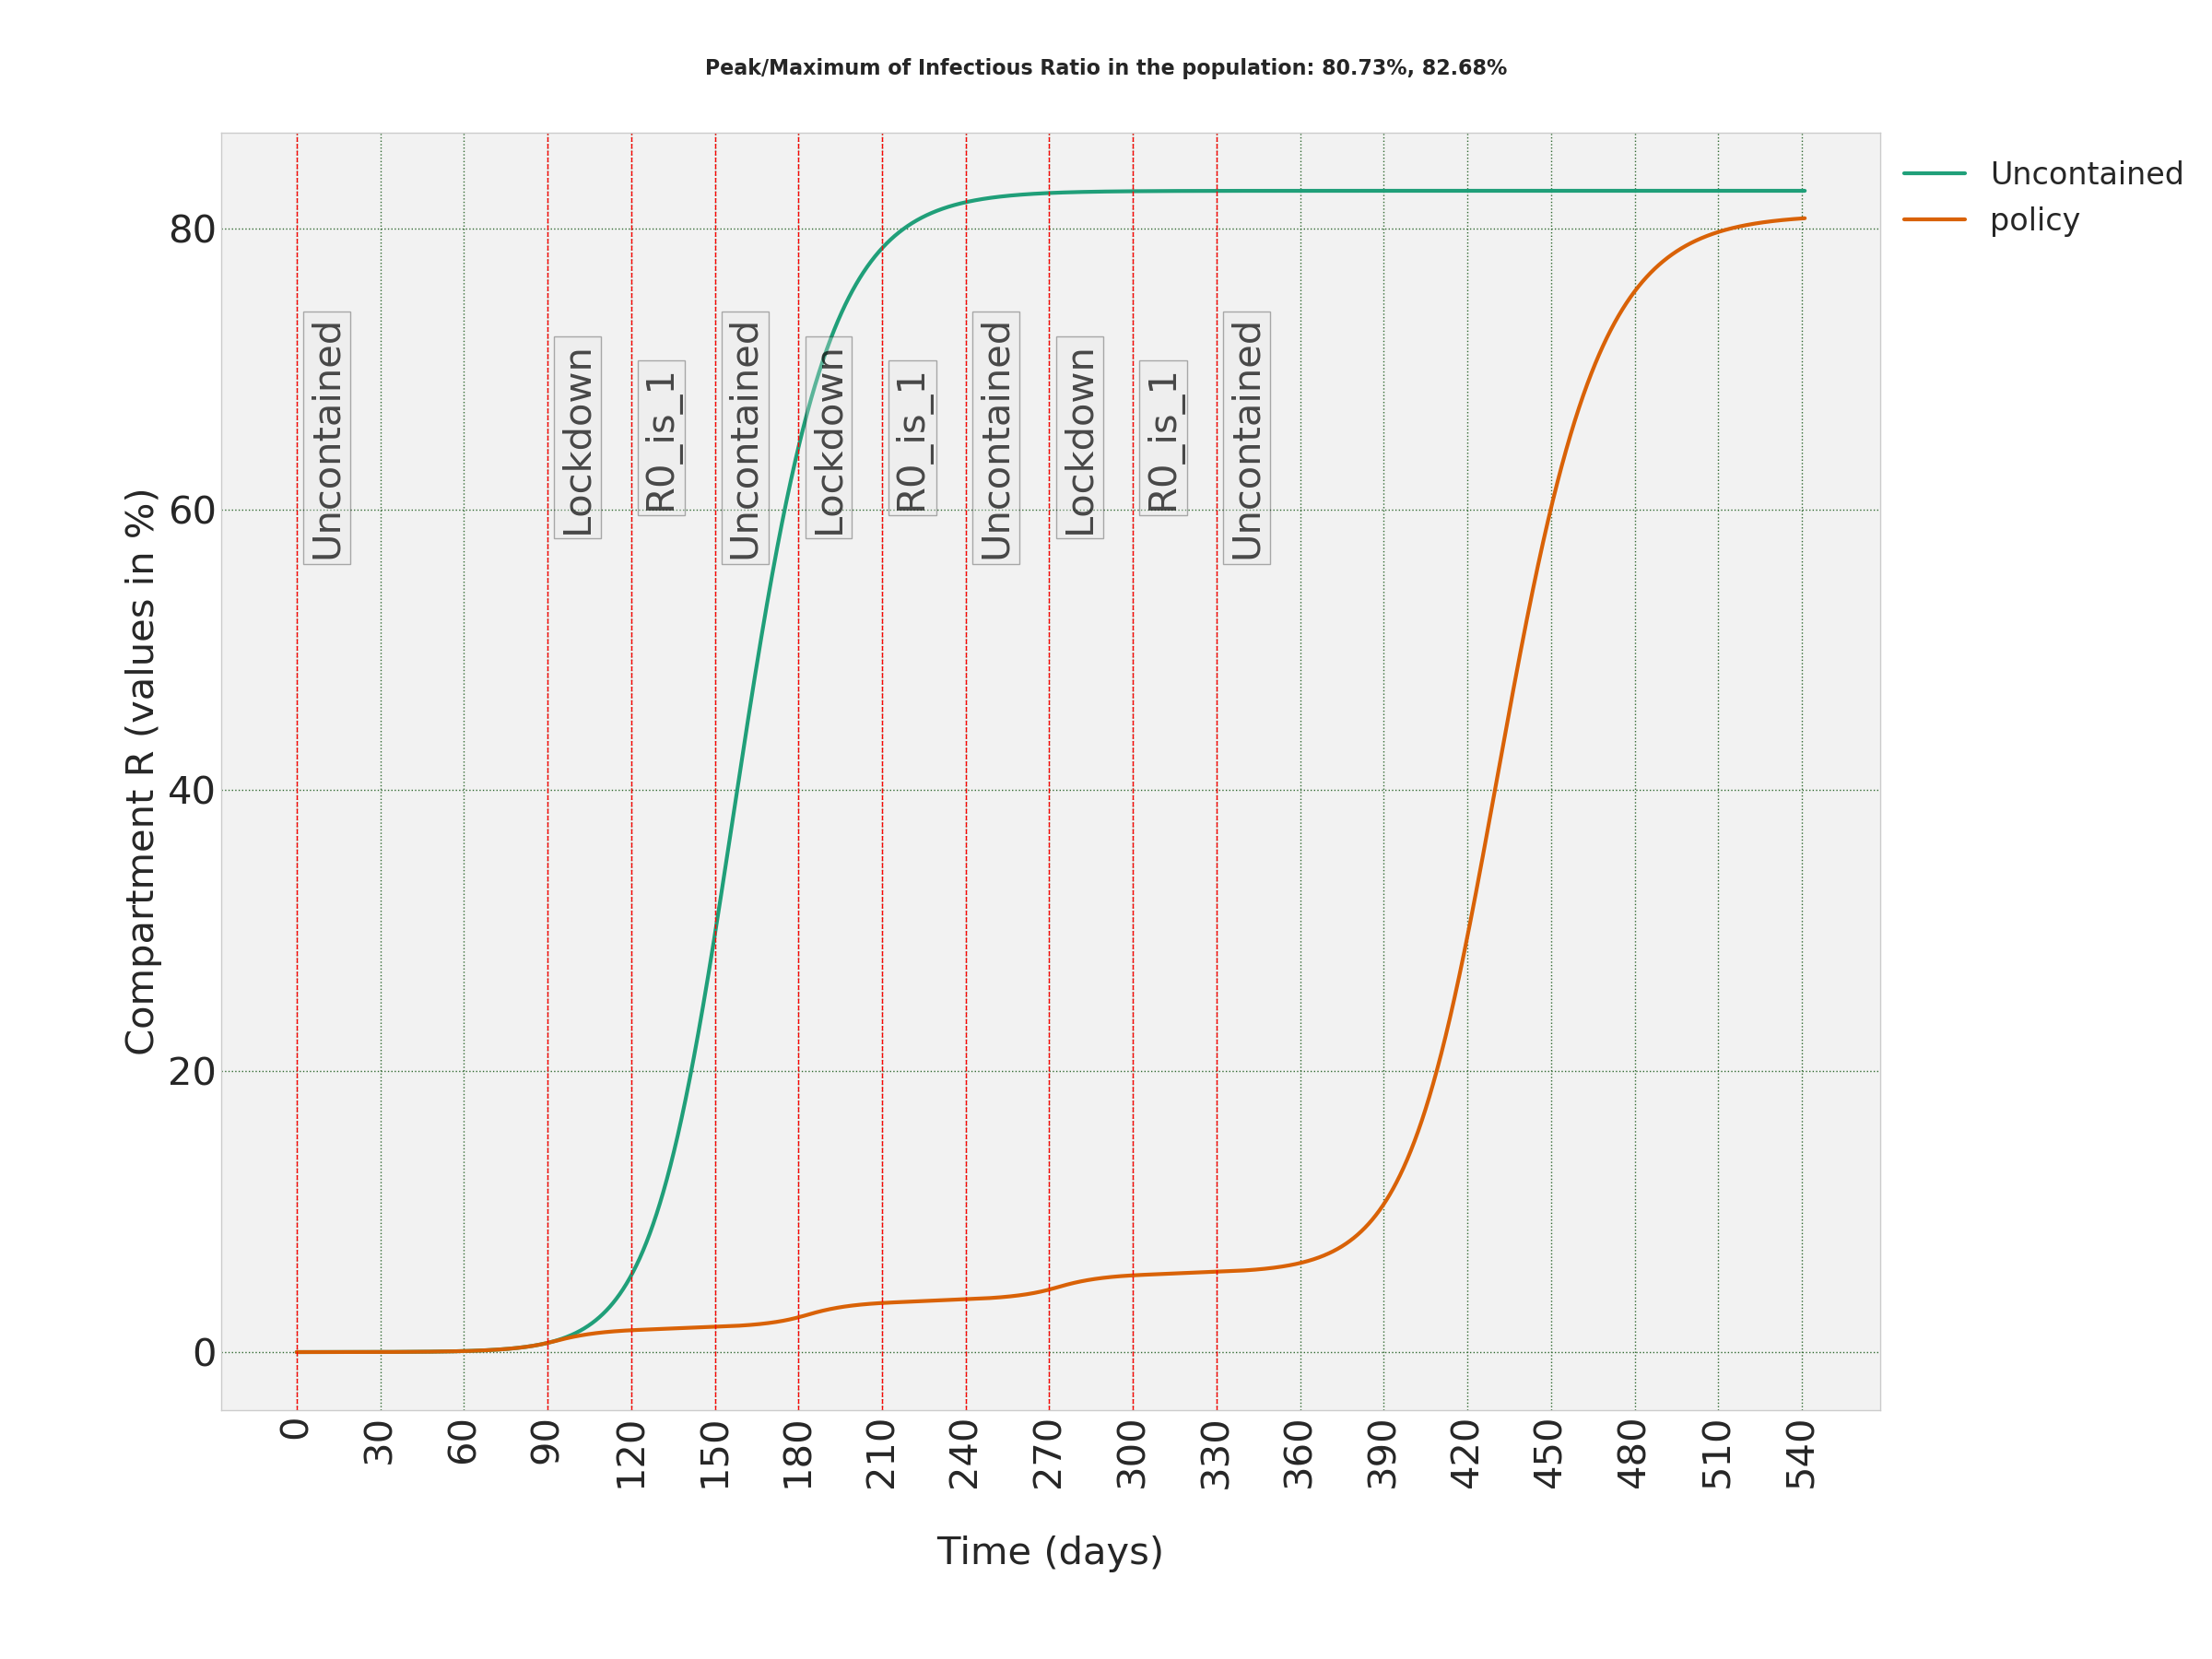 Peak/Maximum of Infectious Ratio in the population: 80.73%, 82.68%
Uncontained
policy
Compartment R (values in %)
80
60
40
20
0
Uncontained
Lockdown
R0_is_1
Uncontained
Lockdown
R0_is_1
Uncontained
Lockdown
R0_is_1
Uncontained
0
30
60
90
120
150
180
210
240
270
300
330
360
390
420
450
480
510
540
Time (days)